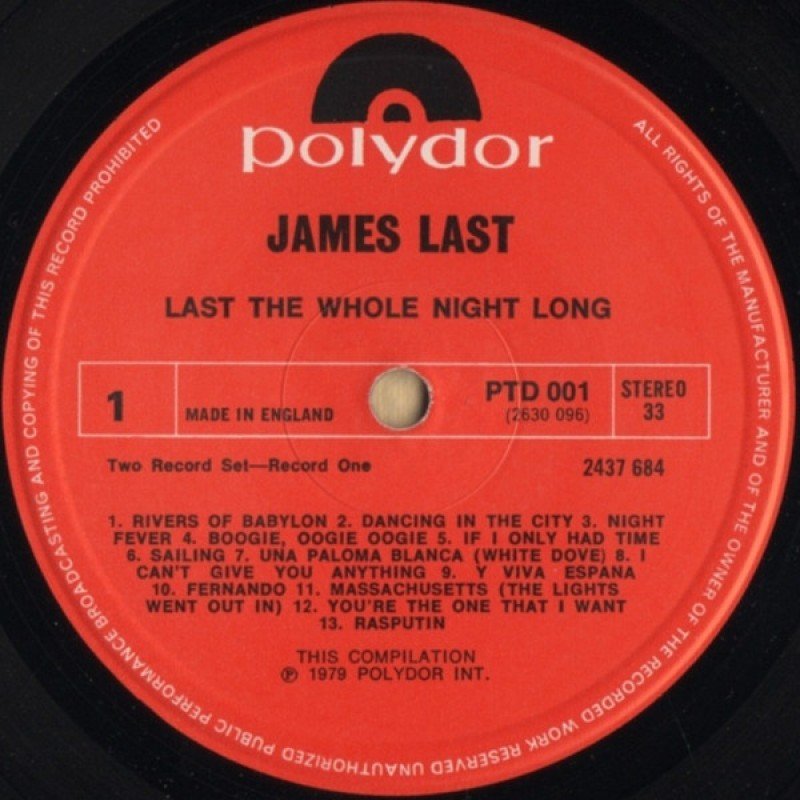 polydor
JAMES LAST
LAST THE WHOLE NIGHT LONG
1
MADE IN ENGLAND
PTD 001
(2630 096)
STEREO
33
Two Record Set—Record One
2437 684
1. RIVERS OF BABYLON 2. DANCING IN THE CITY 3. NIGHT
FEVER 4. BOOGIE, OOGIE OOGIE 5. IF I ONLY HAD TIME
6. SAILING 7. UNA PALOMA BLANCA (WHITE DOVE) 8. I
CAN'T GIVE YOU ANYTHING 9. Y VIVA ESPANA
10. FERNANDO 11. MASSACHUSETTS (THE LIGHTS
WENT OUT IN) 12. YOU'RE THE ONE THAT I WANT
13. RASPUTIN
THIS COMPILATION
℗ 1979 POLYDOR INT.
ALL RIGHTS OF THE MANUFACTURER AND OF THE OWNER OF THE RECORDED WORK RESERVED UNAUTHORIZED PUBLIC PERFORMANCE BROADCASTING AND COPYING OF THIS RECORD PROHIBITED